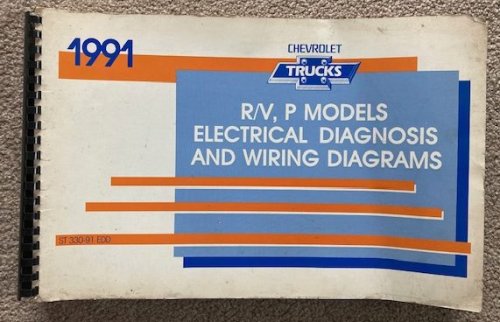 1991
CHEVROLET
TRUCKS
R/V, P MODELS
ELECTRICAL DIAGNOSIS
AND WIRING DIAGRAMS
ST 330-91 EDD